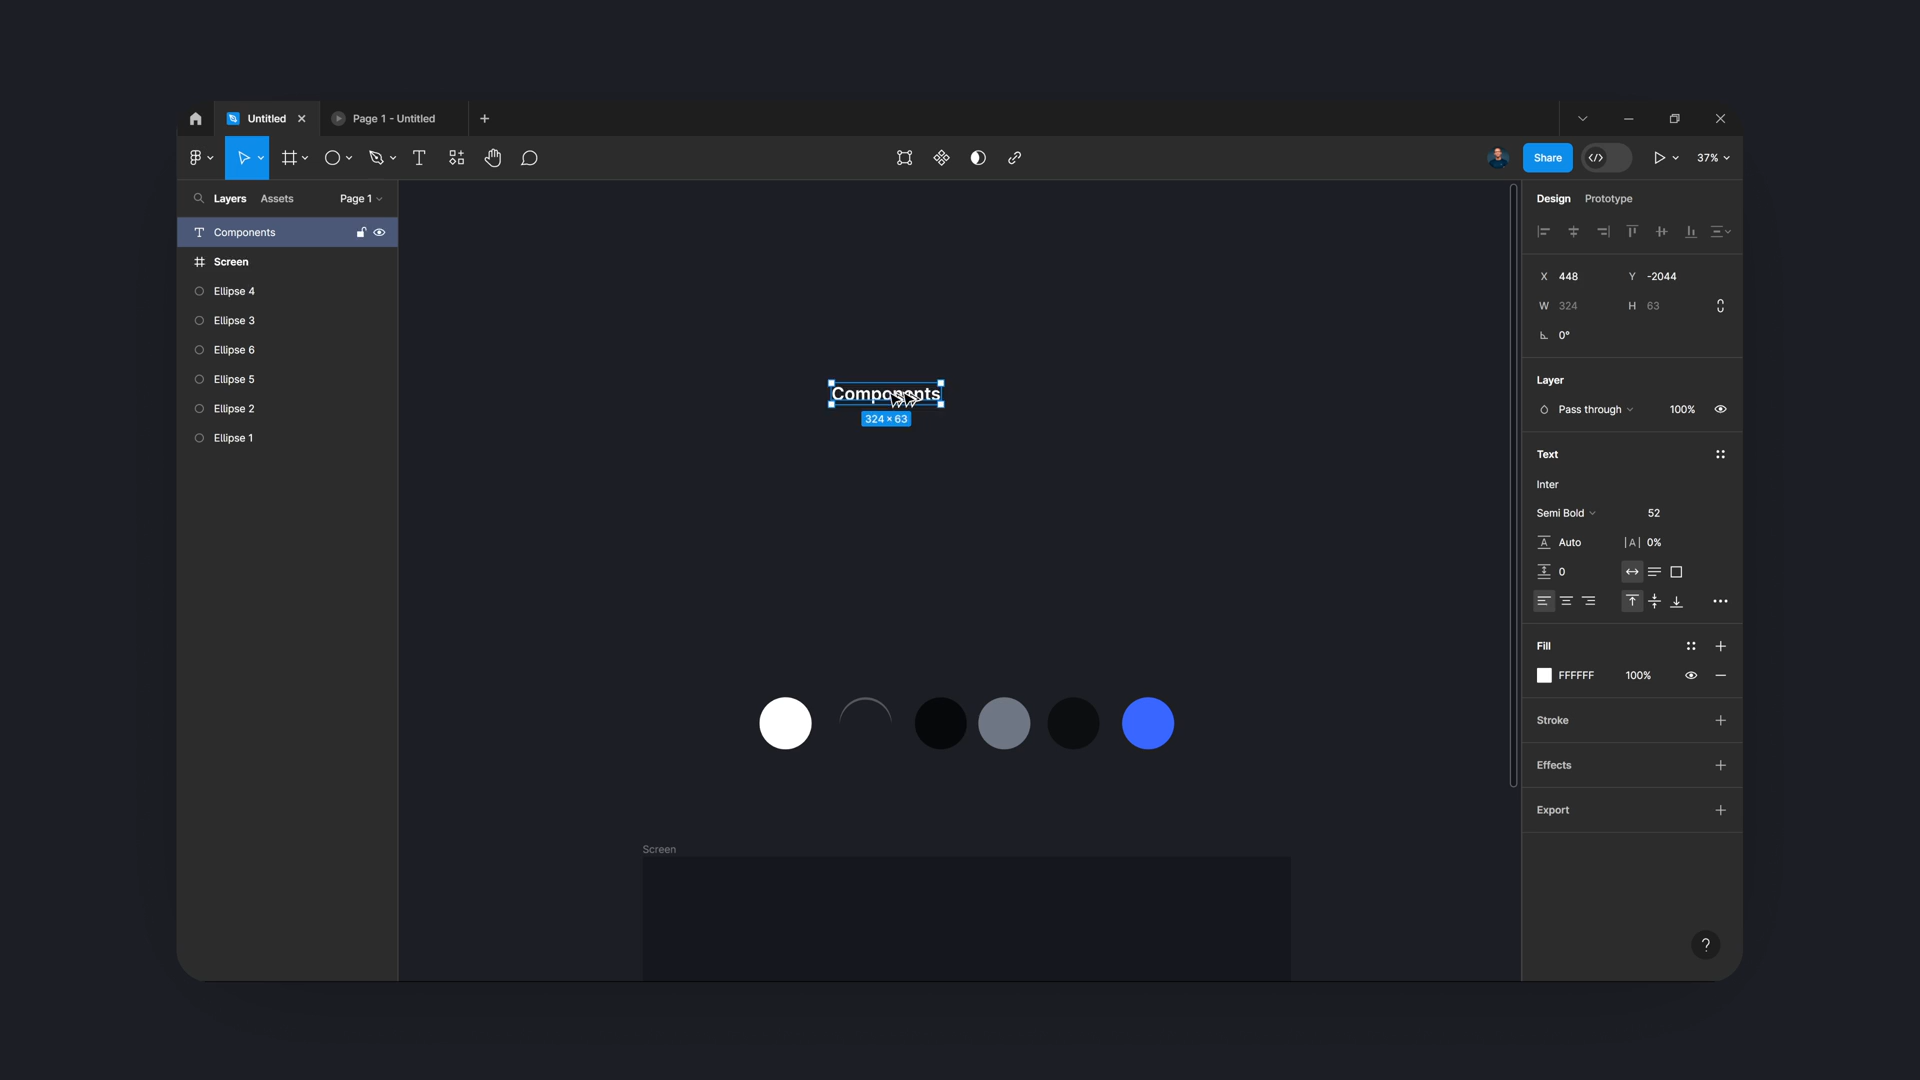 Untitled
Page 1 - Untitled
Share
37%
Layers
Assets
Page 1
Components
Screen
Ellipse 4
Ellipse 3
Ellipse 6
Ellipse 5
Ellipse 2
Ellipse 1
Components
324 × 63
Screen
Design
Prototype
X 448
Y -2044
W 324
H 63
0°
Layer
Pass through
100%
Text
Inter
Semi Bold
52
A Auto
|A| 0%
0
Fill
FFFFFF
100%
Stroke
Effects
Export
?